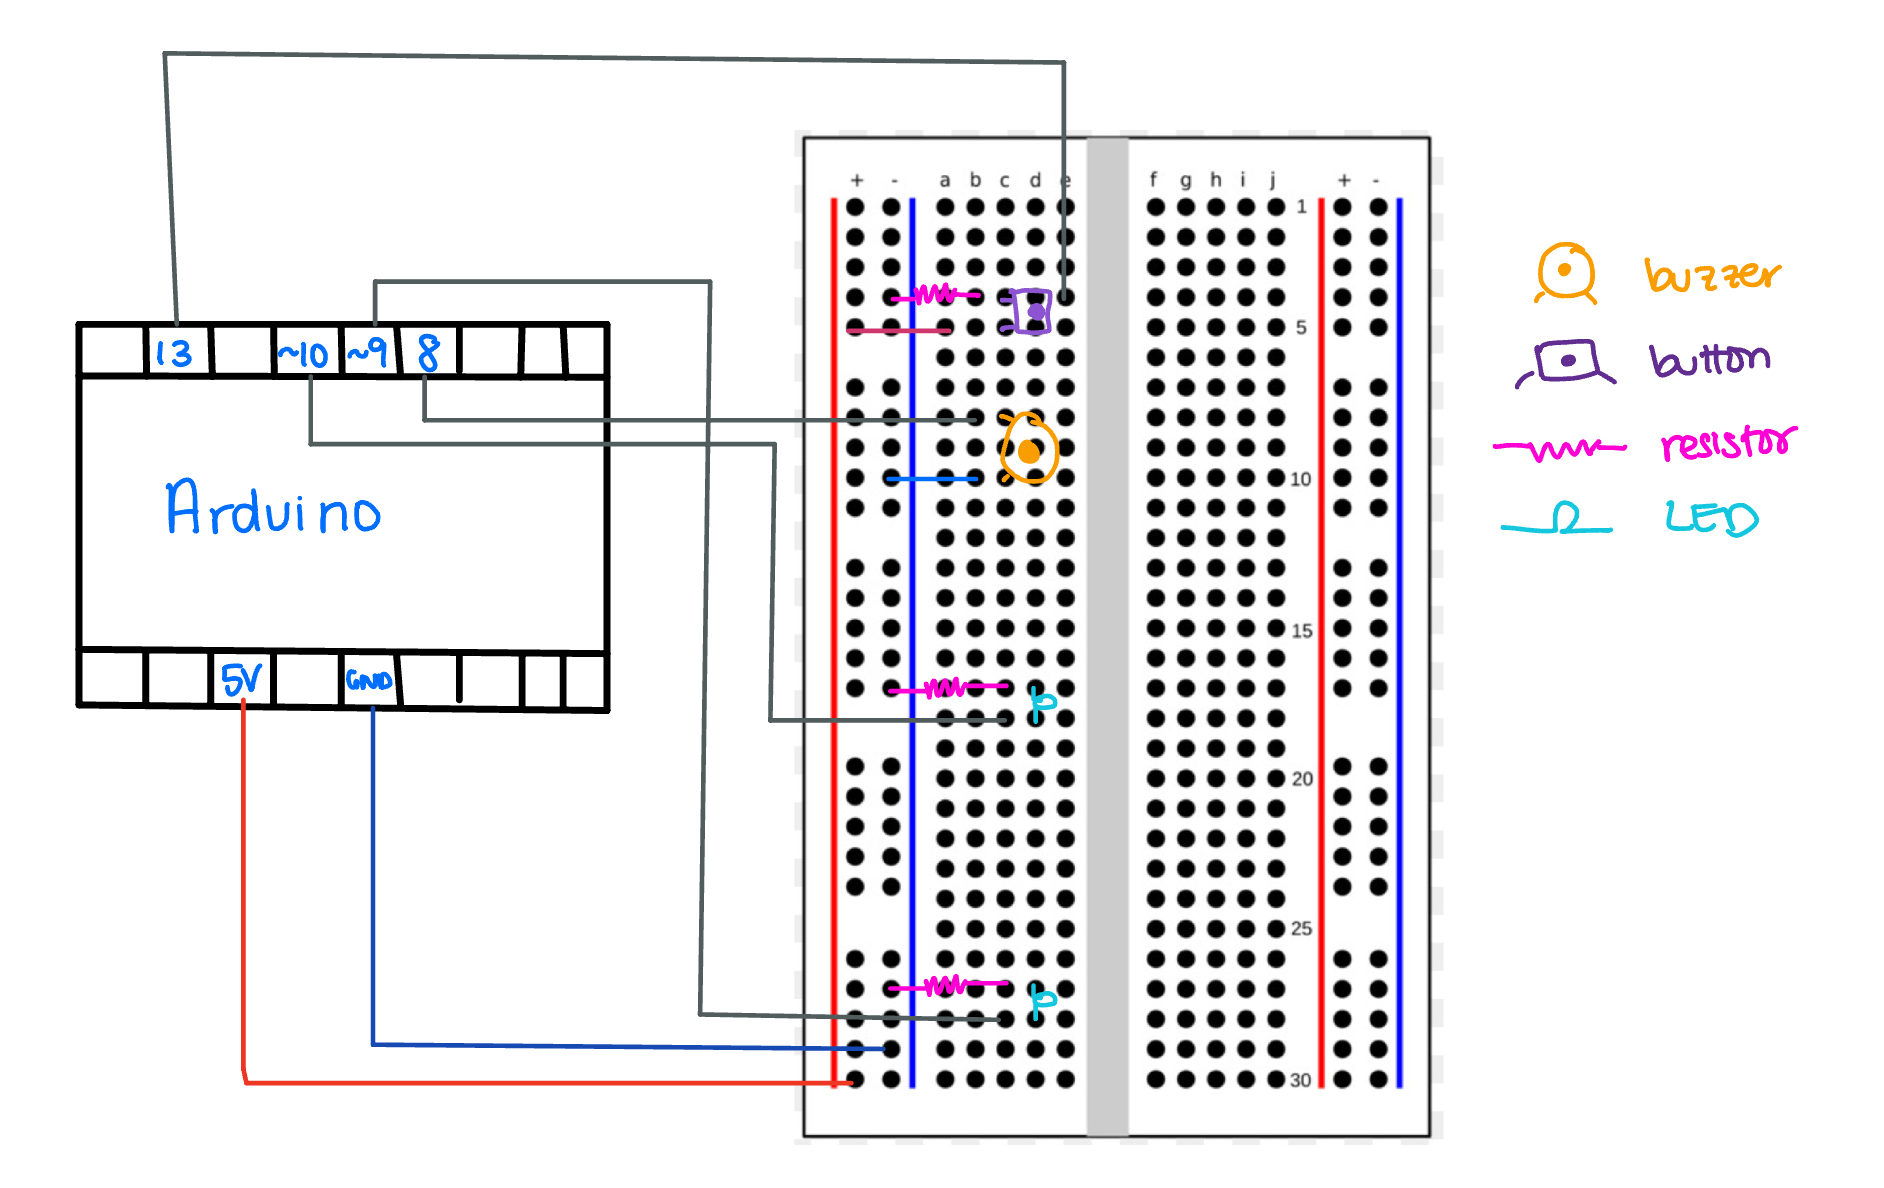 + - a b c d e f g h i j + -
1
5
10
15
20
25
30
13 ~10 ~9 8
Arduino
5V GND
buzzer
button
resistor
LED